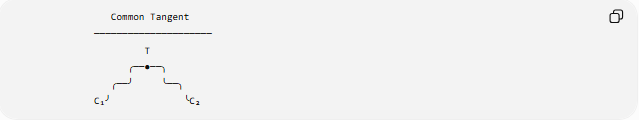 Common Tangent
T
C₁ C₂